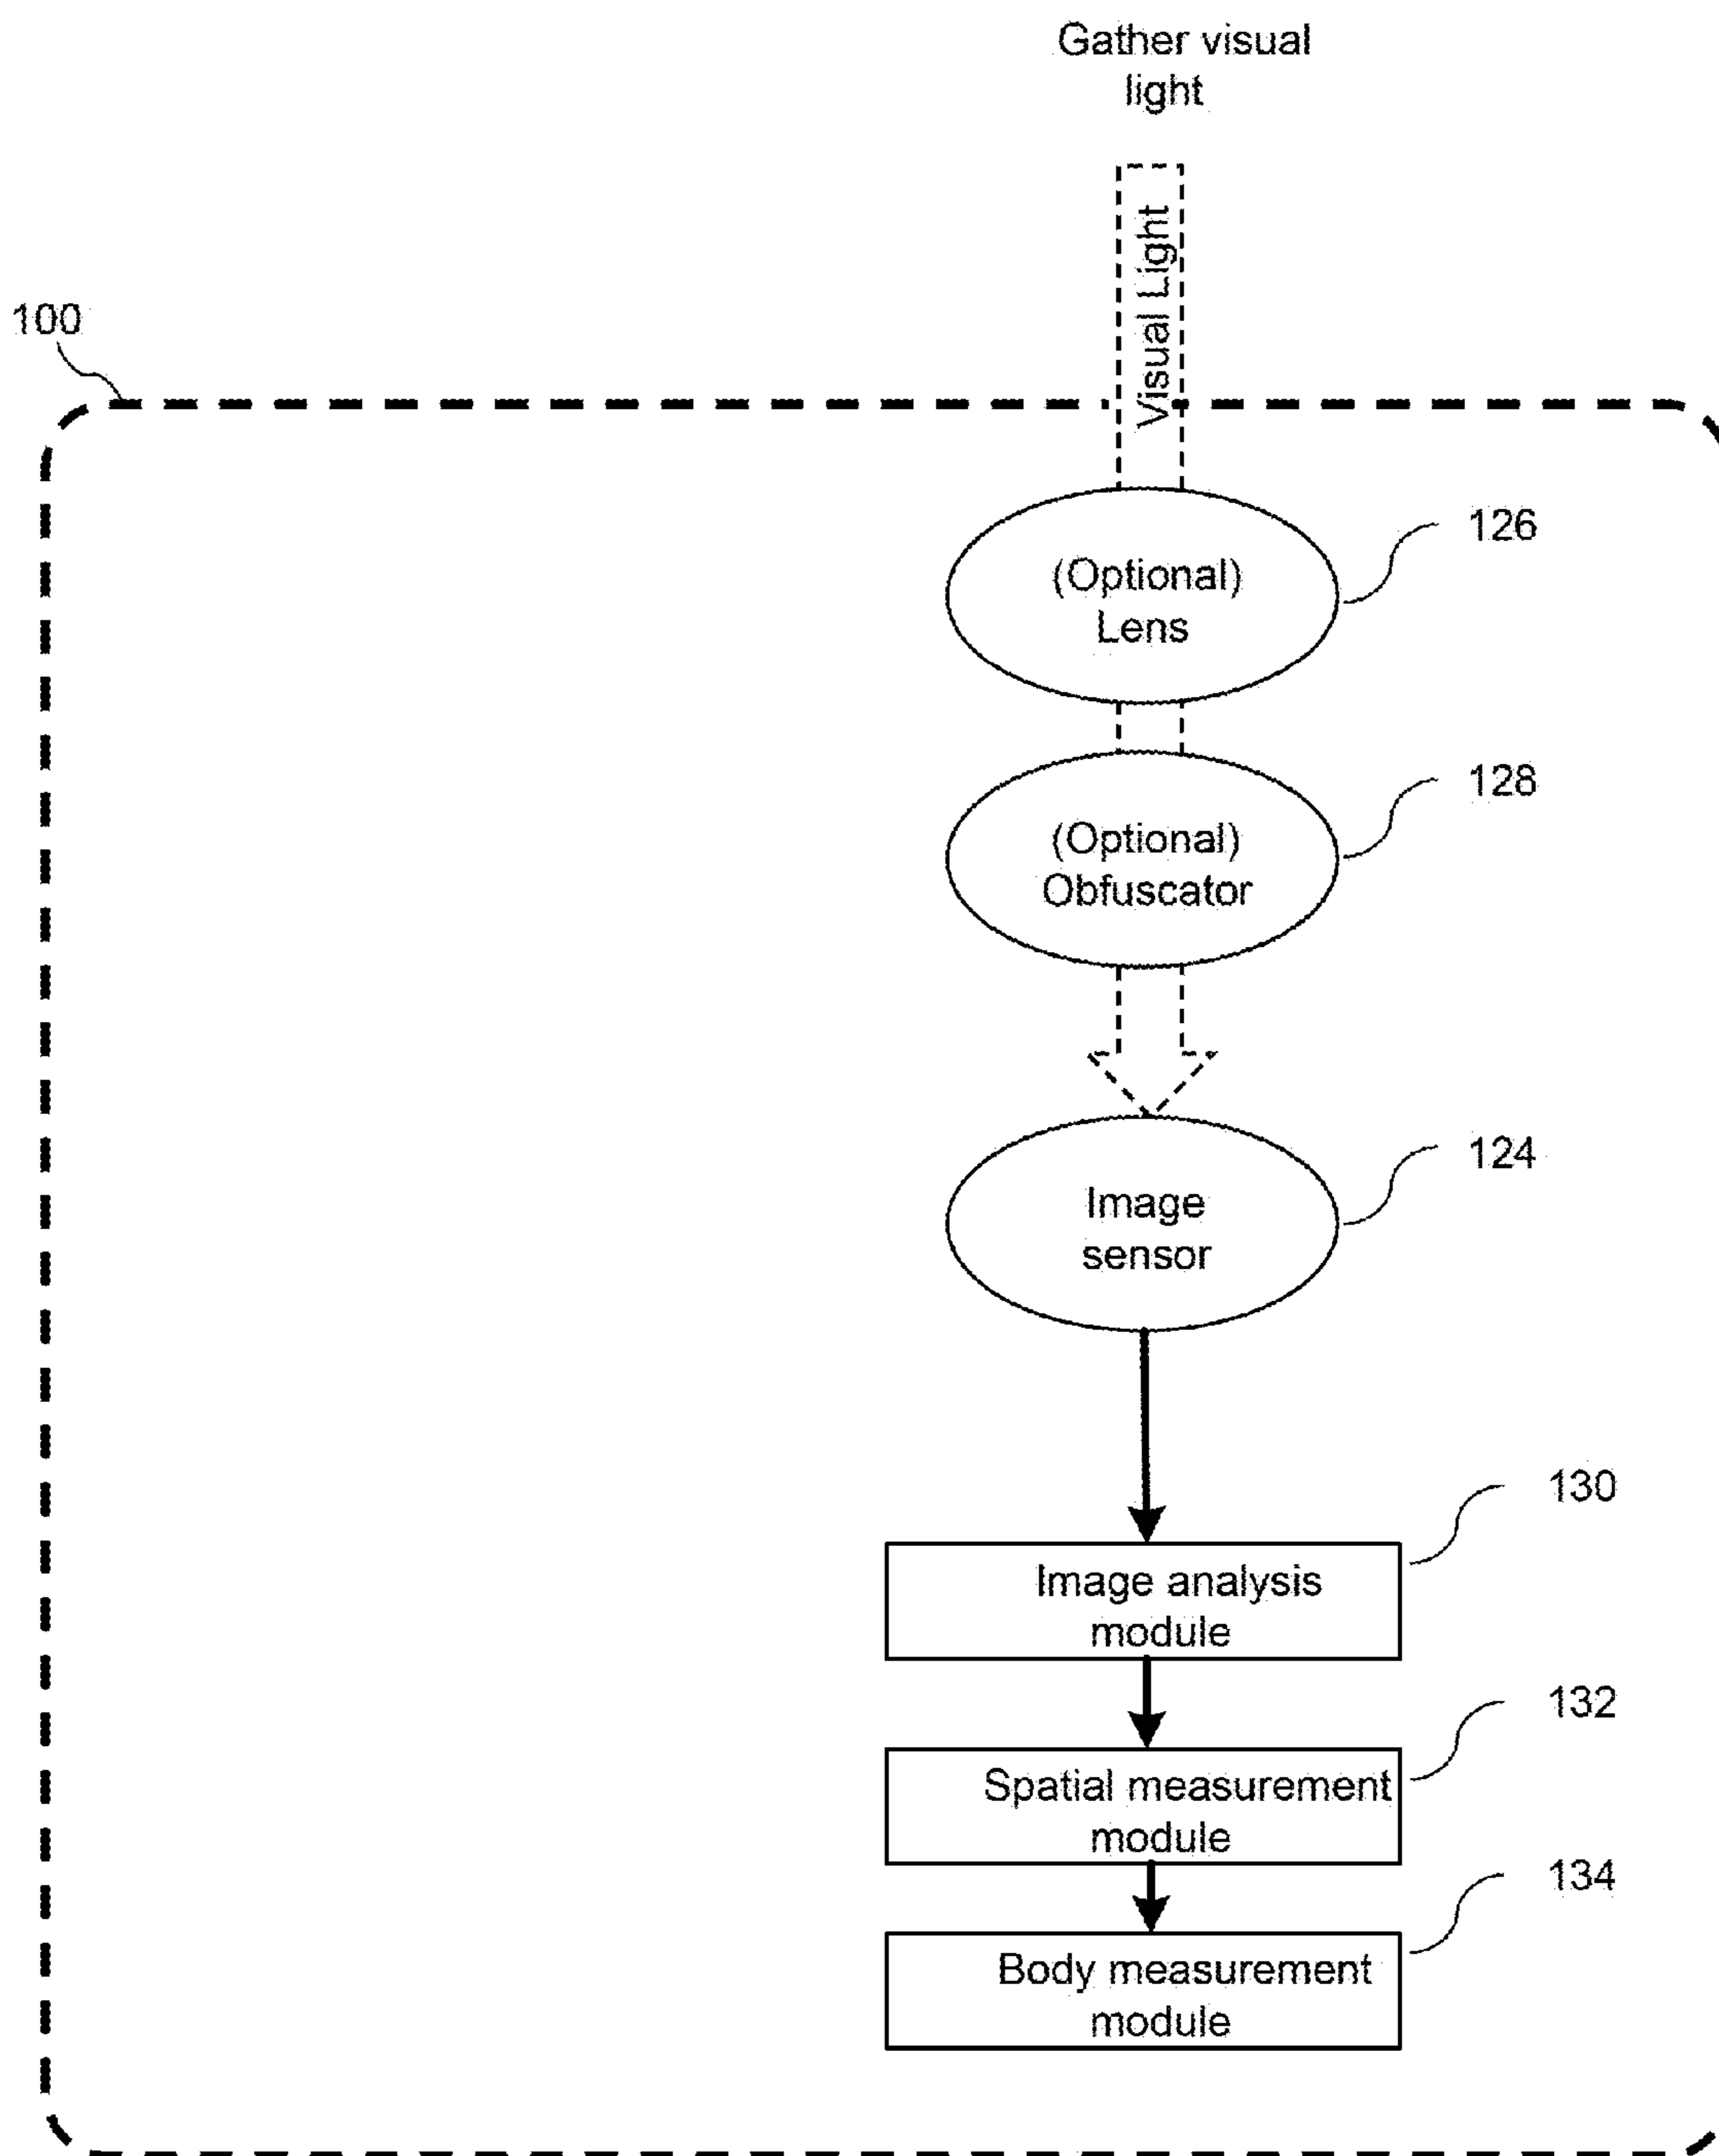 Gather visual
light
Visual Light
100
126
(Optional)
Lens
128
(Optional)
Obfuscator
124
Image
sensor
130
Image analysis
module
132
Spatial measurement
module
134
Body measurement
module